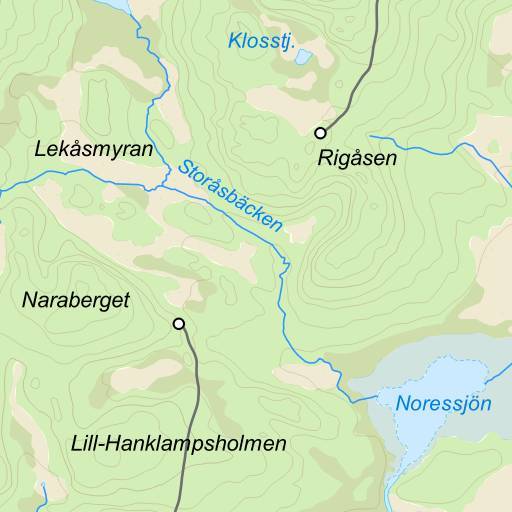 Klosstj.
Lekåsmyran
Rigåsen
Storåsbäcken
Naraberget
Noressjön
Lill-Hanklampsholmen